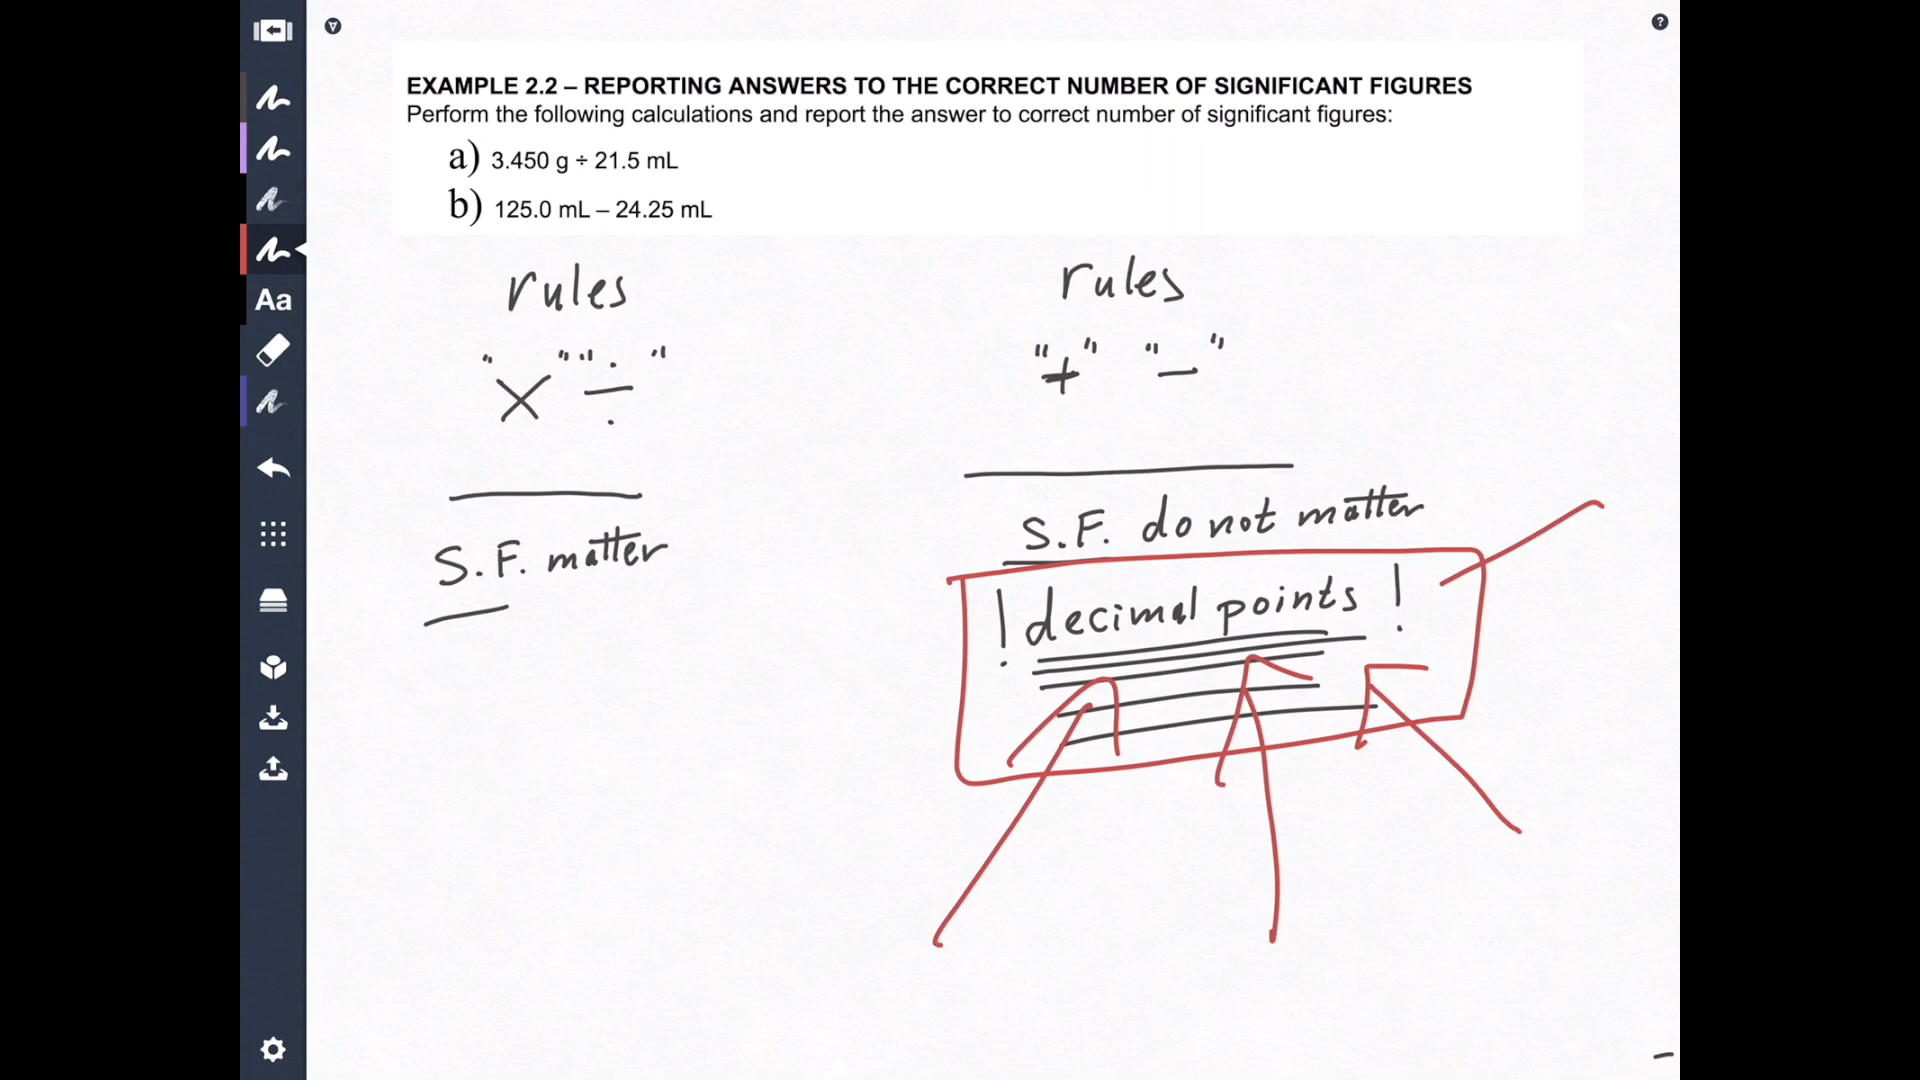 EXAMPLE 2.2 – REPORTING ANSWERS TO THE CORRECT NUMBER OF SIGNIFICANT FIGURES
Perform the following calculations and report the answer to correct number of significant figures:
a) 3.450 g ÷ 21.5 mL
b) 125.0 mL – 24.25 mL
rules
"×" "÷"
S.F. matter
rules
"+" "–"
S.F. do not matter
! decimal points !
Aa
?